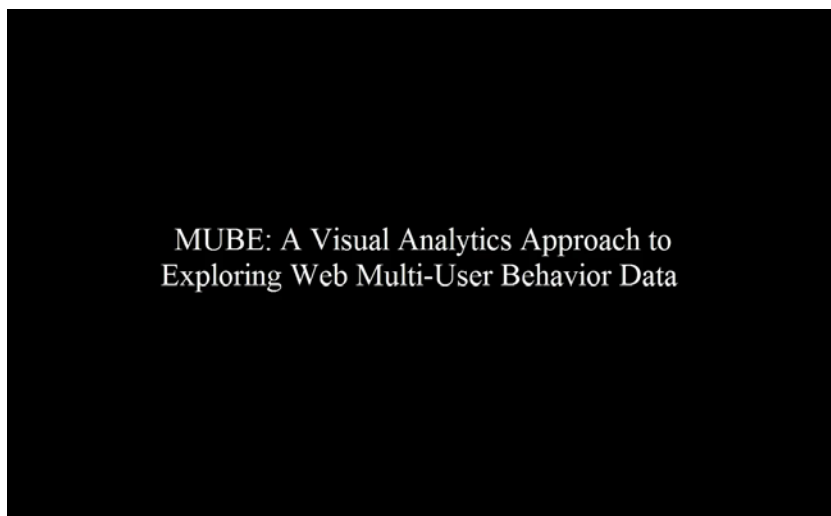 MUBE: A Visual Analytics Approach to
Exploring Web Multi-User Behavior Data